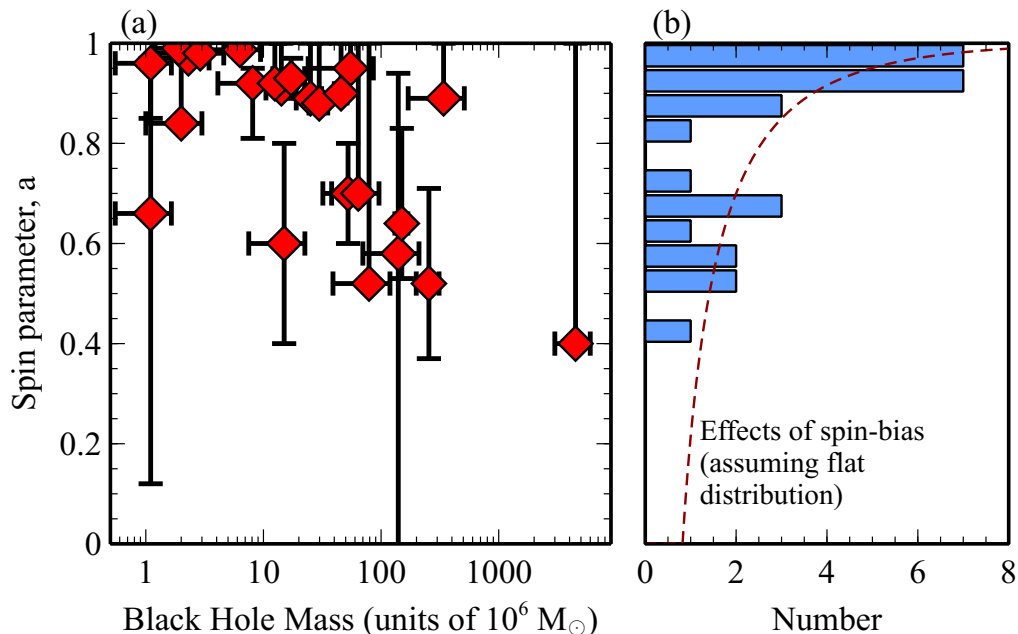 (a)
(b)
1
0.8
0.6
0.4
0.2
0
Spin parameter, a
1 10 100 1000
Black Hole Mass (units of 10⁶ M☉)
Effects of spin-bias
(assuming flat
distribution)
0 2 4 6 8
Number